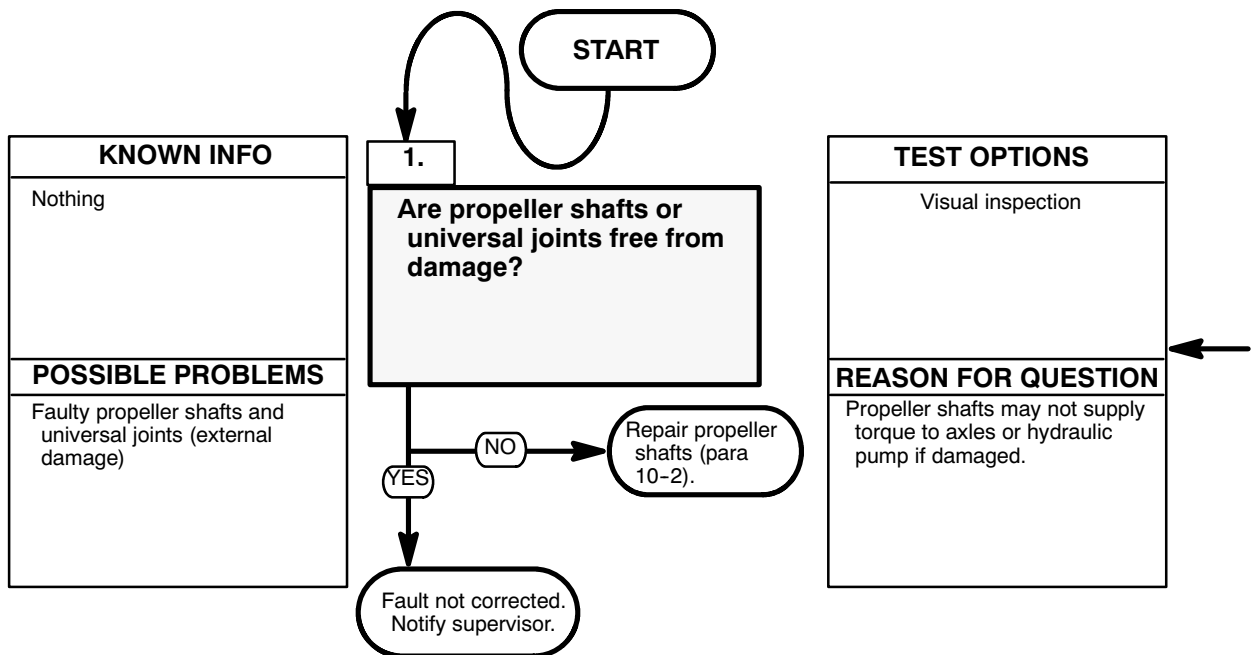 START
KNOWN INFO
Nothing
POSSIBLE PROBLEMS
Faulty propeller shafts and
universal joints (external
damage)
1.
Are propeller shafts or
universal joints free from
damage?
NO
Repair propeller
shafts (para
10-2).
YES
Fault not corrected.
Notify supervisor.
TEST OPTIONS
Visual inspection
REASON FOR QUESTION
Propeller shafts may not supply
torque to axles or hydraulic
pump if damaged.